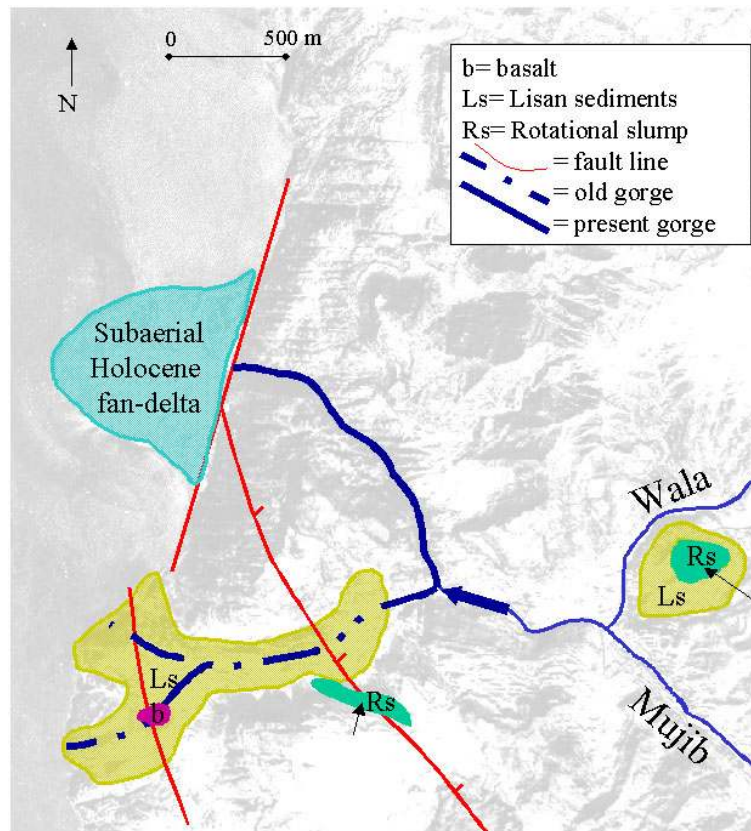 0 500 m
N
b= basalt
Ls= Lisan sediments
Rs= Rotational slump
= fault line
= old gorge
= present gorge
Subaerial
Holocene
fan-delta
Wala
Rs
Ls
Ls
b
Rs
Mujib